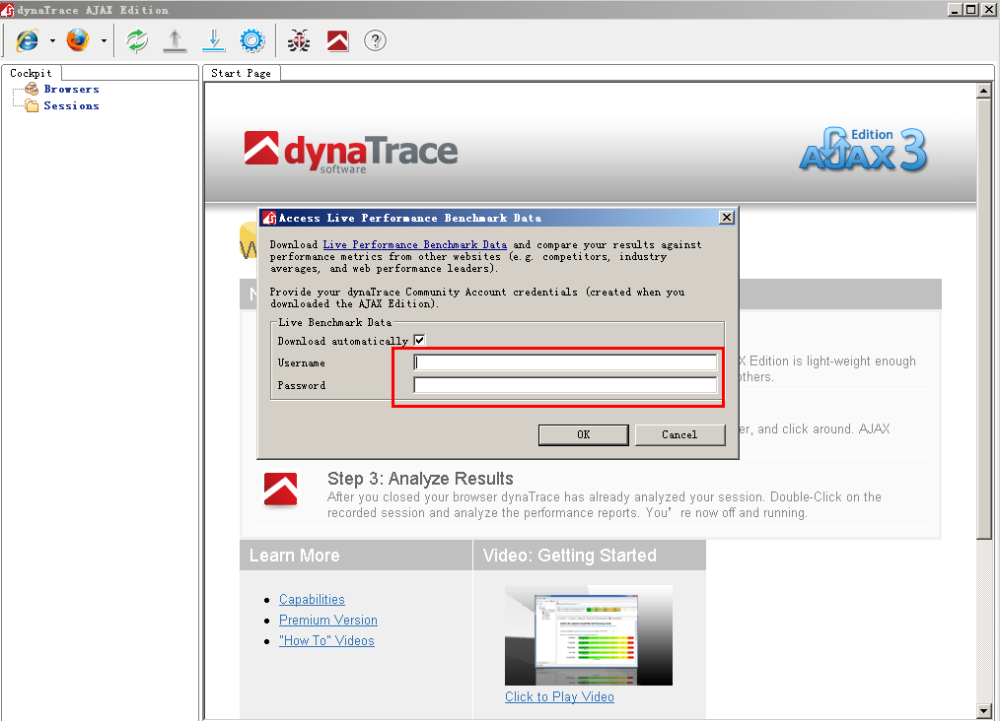 dynaTrace AJAX Edition
Cockpit
Browsers
Sessions
Start Page
dynaTrace
software
Edition
AJAX 3
Access Live Performance Benchmark Data
Download Live Performance Benchmark Data and compare your results against
performance metrics from other websites (e.g. competitors, industry
averages, and web performance leaders).
Provide your dynaTrace Community Account credentials (created when you
downloaded the AJAX Edition).
Live Benchmark Data
Download automatically
Username
Password
OK
Cancel
X Edition is light-weight enough
others.
er, and click around. AJAX
Step 3: Analyze Results
After you closed your browser dynaTrace has already analyzed your session. Double-Click on the
recorded session and analyze the performance reports. You’re now off and running.
Learn More
Capabilities
Premium Version
"How To" Videos
Video: Getting Started
Click to Play Video